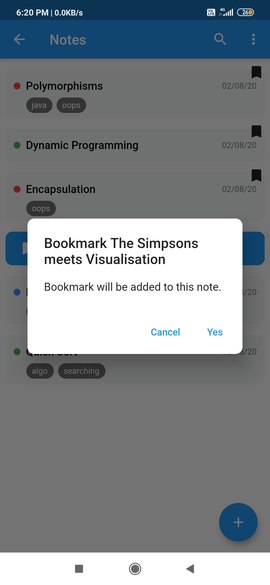 6:20 PM | 0.0KB/s
26
Notes
Polymorphisms
02/08/20
java
oops
Dynamic Programming
02/08/20
Encapsulation
02/08/20
oops
Bookmark The Simpsons
meets Visualisation
Bookmark will be added to this note.
Cancel
Yes
algo
searching